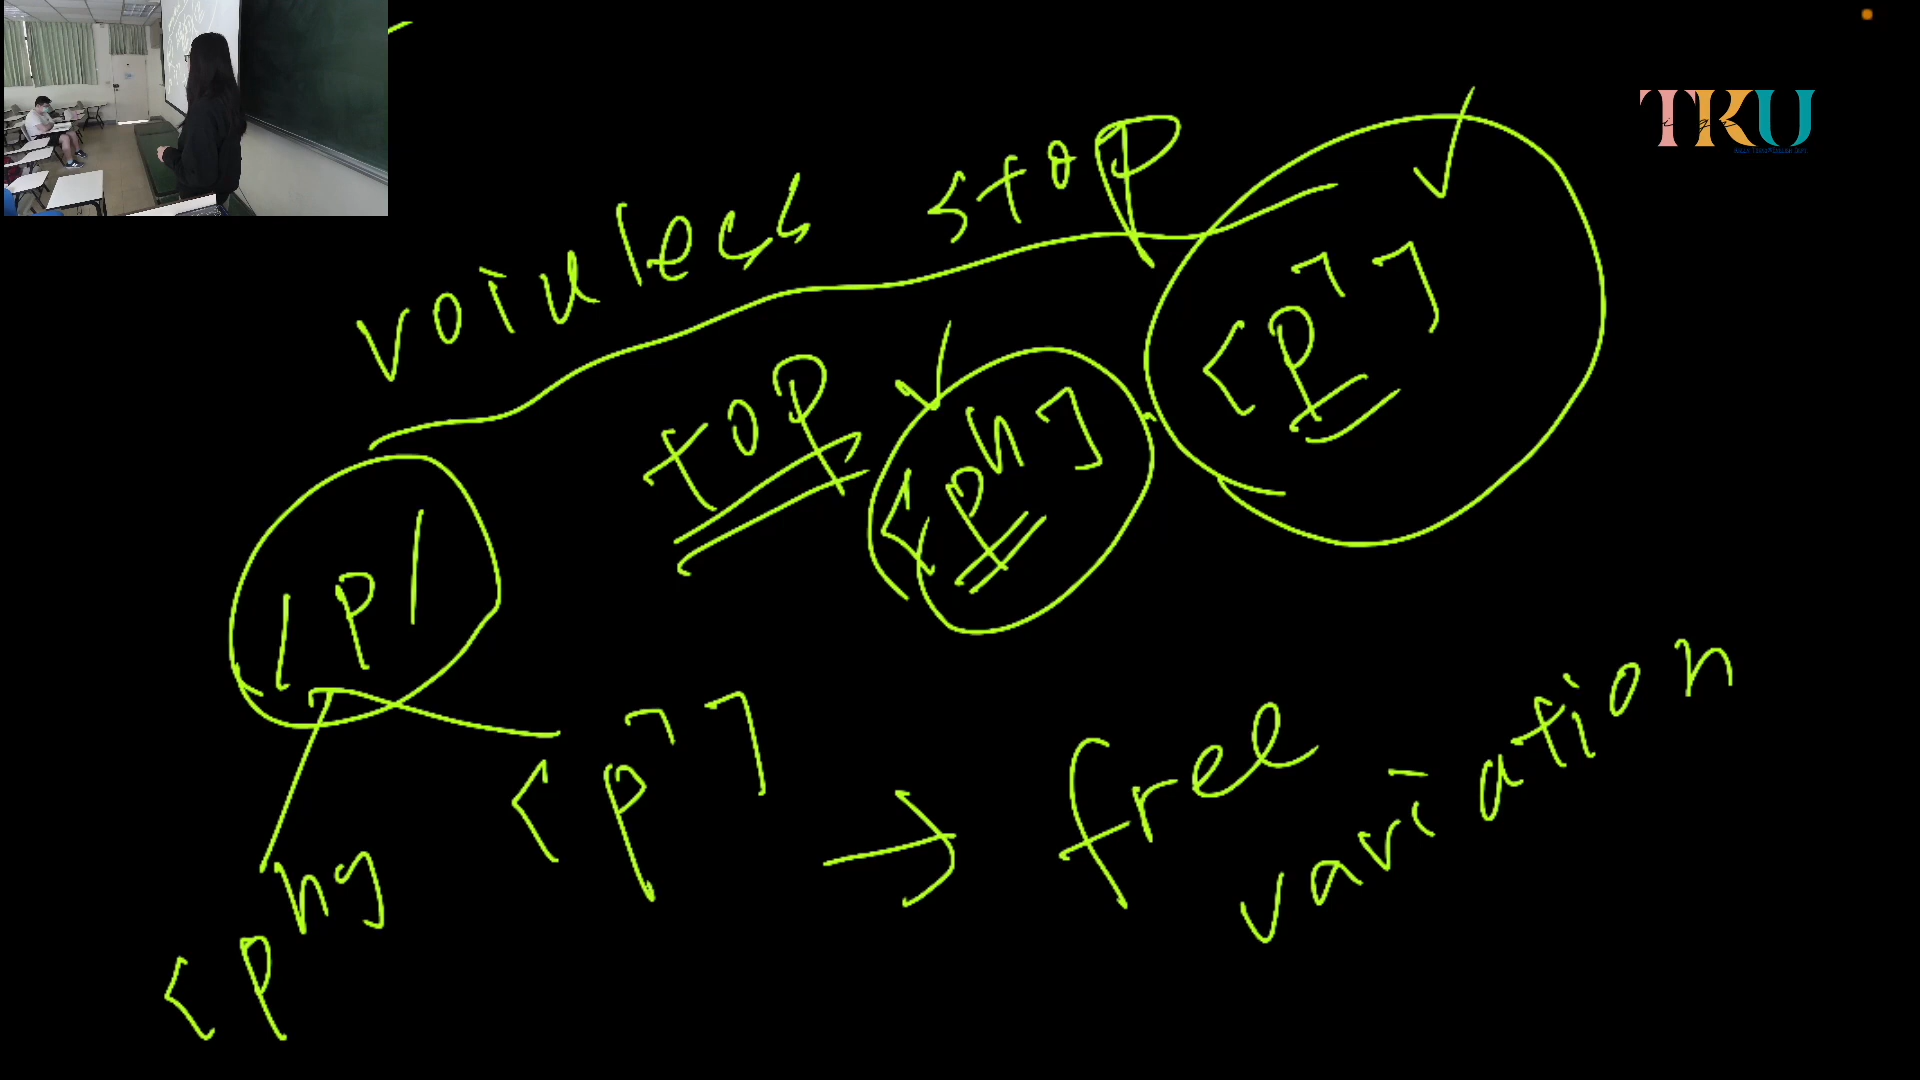 TKU
voiceless stop
[p̚]
top [pʰ]
/p/
[p̚] → free
variation
[pʰ]